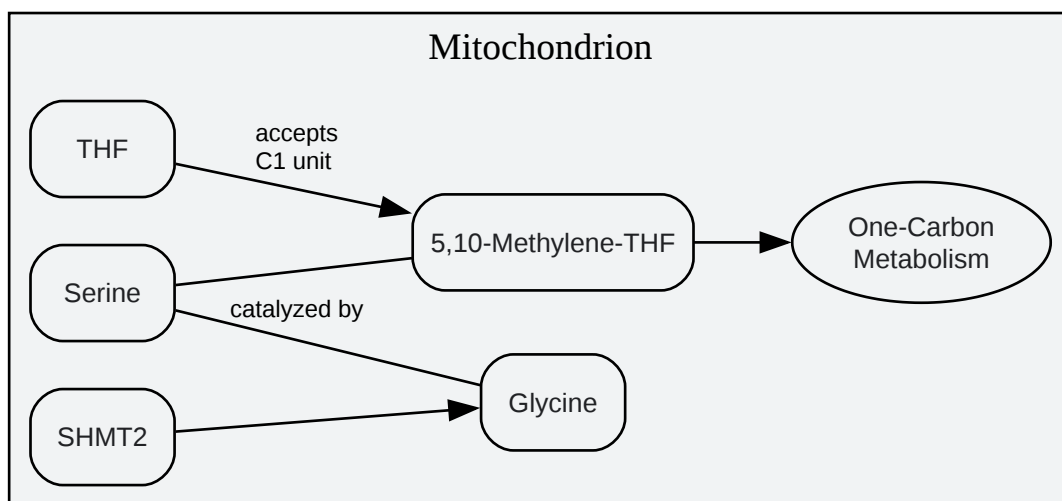 Mitochondrion
THF
accepts
C1 unit
5,10-Methylene-THF
One-Carbon
Metabolism
Serine
catalyzed by
Glycine
SHMT2